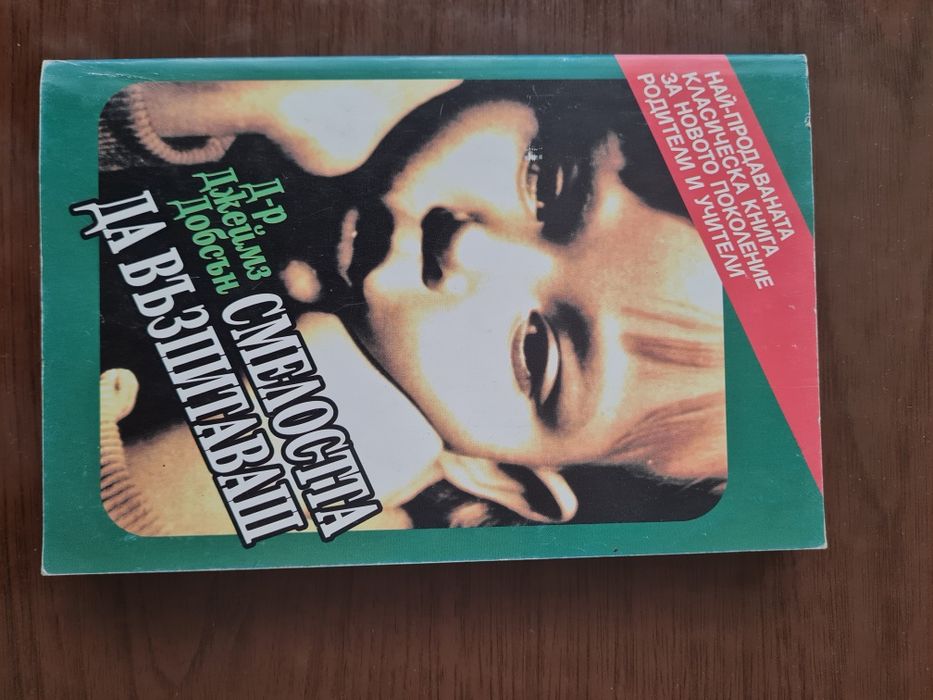 НАЙ-ПРОДАВАНАТА
КЛАСИЧЕСКА КНИГА
ЗА НОВОТО ПОКОЛЕНИЕ
РОДИТЕЛИ И УЧИТЕЛИ
Д-р
Джеймз
Добсън
СМЕЛОСТТА
ДА ВЪЗПИТАВАШ